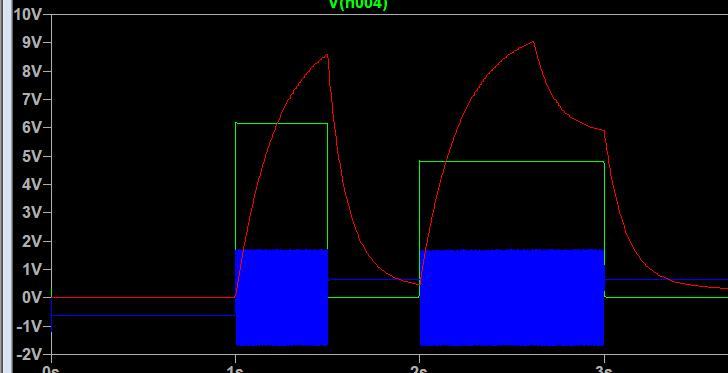 V(n004)
10V
9V
8V
7V
6V
5V
4V
3V
2V
1V
0V
-1V
-2V
0s 1s 2s 3s